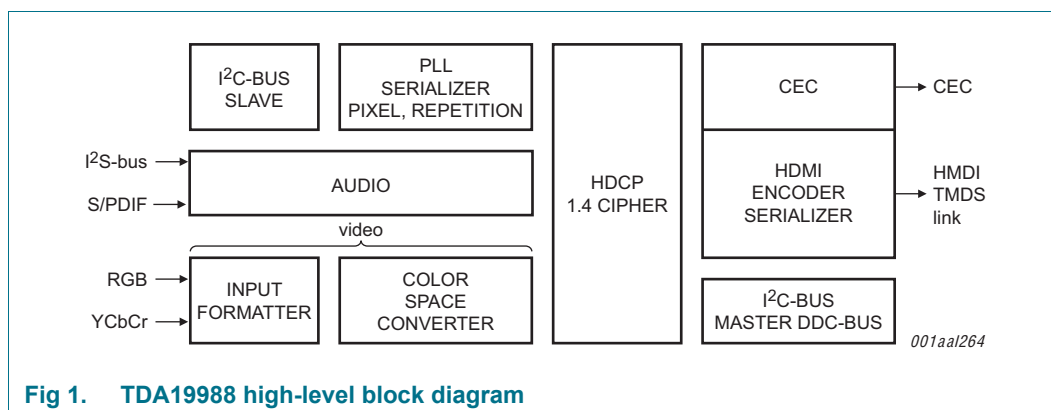 I²C-BUS
SLAVE
PLL
SERIALIZER
PIXEL, REPETITION
I²S-bus
S/PDIF
AUDIO
video
RGB
YCbCr
INPUT
FORMATTER
COLOR
SPACE
CONVERTER
HDCP
1.4 CIPHER
CEC
CEC
HDMI
ENCODER
SERIALIZER
HMDI
TMDS
link
I²C-BUS
MASTER DDC-BUS
001aal264
Fig 1. TDA19988 high-level block diagram